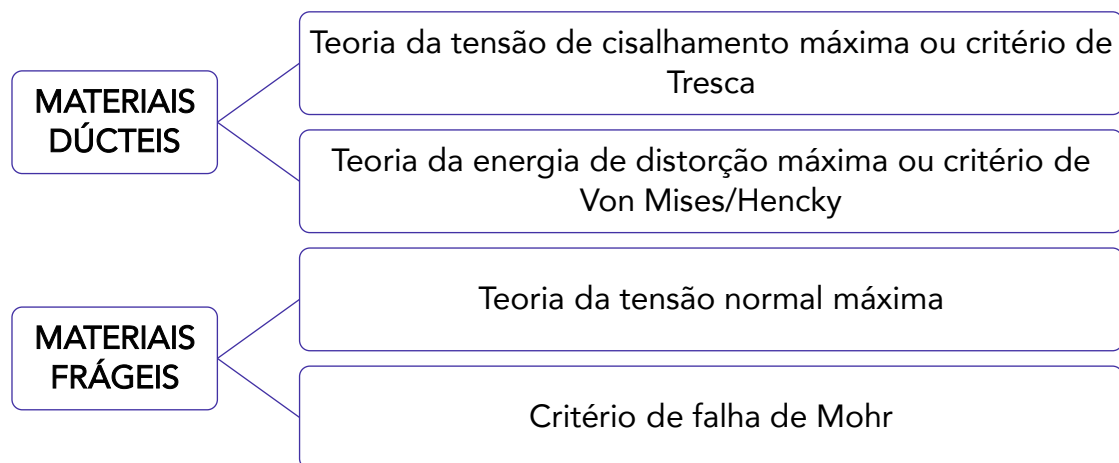 MATERIAIS
DÚCTEIS
Teoria da tensão de cisalhamento máxima ou critério de
Tresca
Teoria da energia de distorção máxima ou critério de
Von Mises/Hencky
MATERIAIS
FRÁGEIS
Teoria da tensão normal máxima
Critério de falha de Mohr